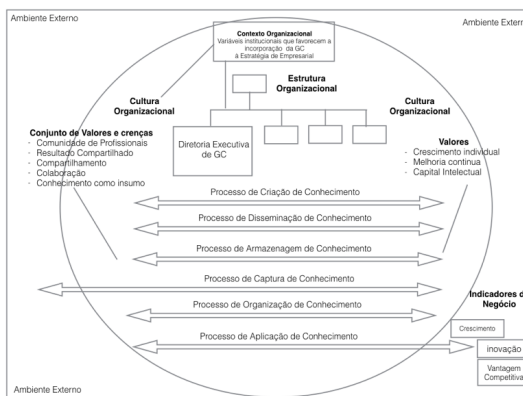 Ambiente Externo
Ambiente Externo
Contexto Organizacional
Variáveis institucionais que favorecem a
incorporação da GC
à Estratégia de Empresarial
Estrutura
Organizacional
Cultura
Organizacional
Cultura
Organizacional
Conjunto de Valores e crenças
- Comunidade de Profissionais
- Resultado Compartilhado
- Compartilhamento
- Colaboração
- Conhecimento como insumo
Diretoria Executiva
de GC
Valores
- Crescimento individual
- Melhoria continua
- Capital Intelectual
Processo de Criação de Conhecimento
Processo de Disseminação de Conhecimento
Processo de Armazenagem de Conhecimento
Processo de Captura de Conhecimento
Processo de Organização de Conhecimento
Processo de Aplicação de Conhecimento
Indicadores d
Negócio
Crescimento
inovação
Vantagem
Competitiva
Ambiente Externo